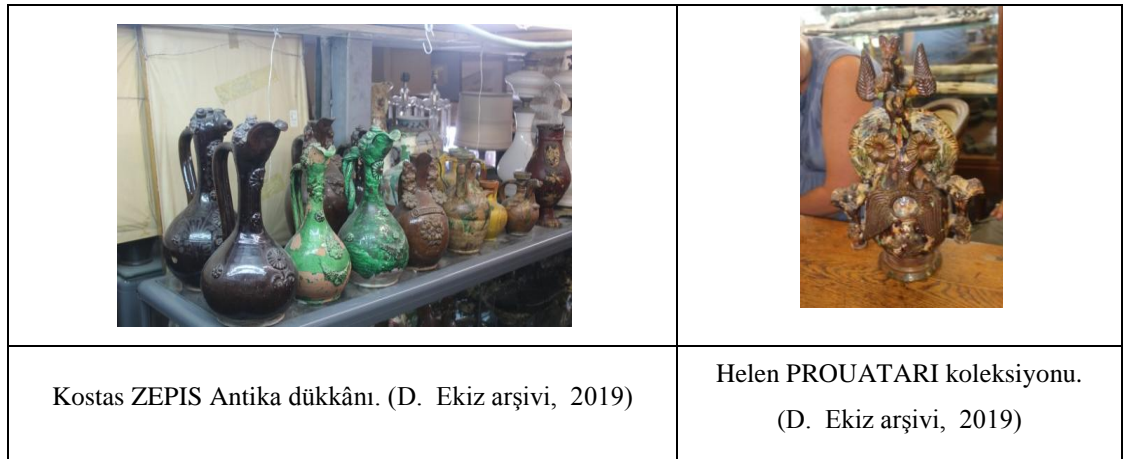 Kostas ZEPIS Antika dükkânı. (D.  Ekiz arşivi,  2019)
Helen PROUATARI koleksiyonu.
(D.  Ekiz arşivi,  2019)